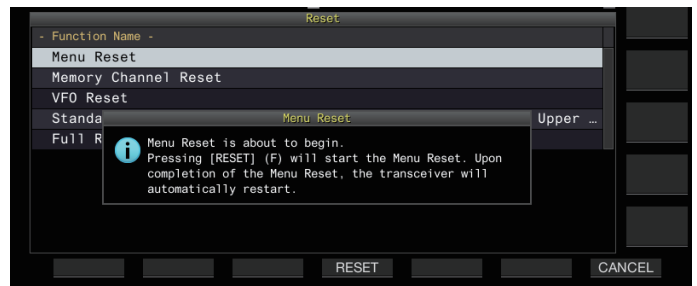 Reset
- Function Name -
Menu Reset
Memory Channel Reset
VFO Reset
Standa
Upper …
Full R
Menu Reset
Menu Reset is about to begin.
Pressing [RESET] (F) will start the Menu Reset. Upon
completion of the Menu Reset, the transceiver will
automatically restart.
RESET
CANCEL